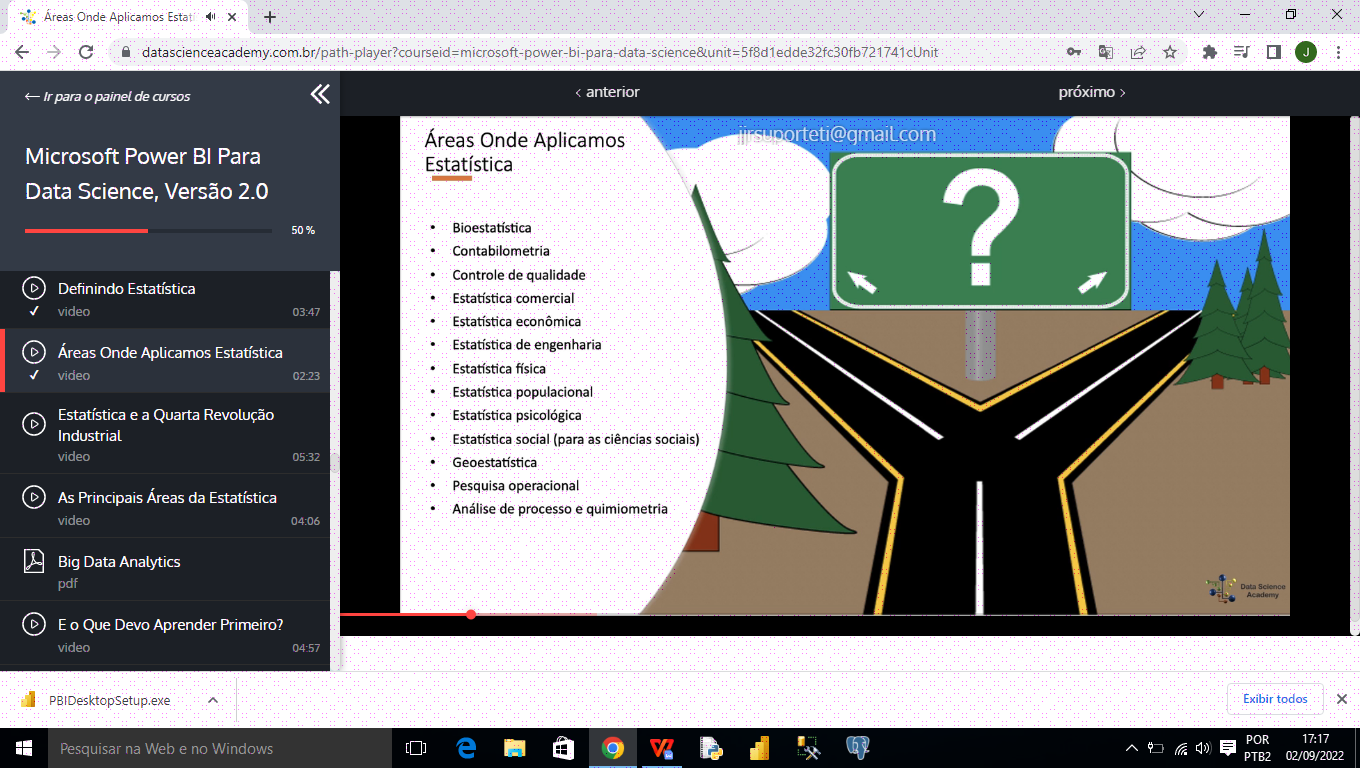 Áreas Onde Aplicamos Estat
datascienceacademy.com.br/path-player?courseid=microsoft-power-bi-para-data-science&unit=5f8d1edde32fc30fb721741cUnit
J
Ir para o painel de cursos
‹ anterior
próximo ›
Microsoft Power BI Para
Data Science, Versão 2.0
50 %
Definindo Estatística
video
03:47
Áreas Onde Aplicamos Estatística
video
02:23
Estatística e a Quarta Revolução
Industrial
video
05:32
As Principais Áreas da Estatística
video
04:06
Big Data Analytics
pdf
E o Que Devo Aprender Primeiro?
video
04:57
Áreas Onde Aplicamos
Estatística
jjrsuporteti@gmail.com
?
• Bioestatística
• Contabilometria
• Controle de qualidade
• Estatística comercial
• Estatística econômica
• Estatística de engenharia
• Estatística física
• Estatística populacional
• Estatística psicológica
• Estatística social (para as ciências sociais)
• Geoestatística
• Pesquisa operacional
• Análise de processo e quimiometria
Data Science
Academy
PBIDesktopSetup.exe
Exibir todos
Pesquisar na Web e no Windows
POR
PTB2
17:17
02/09/2022